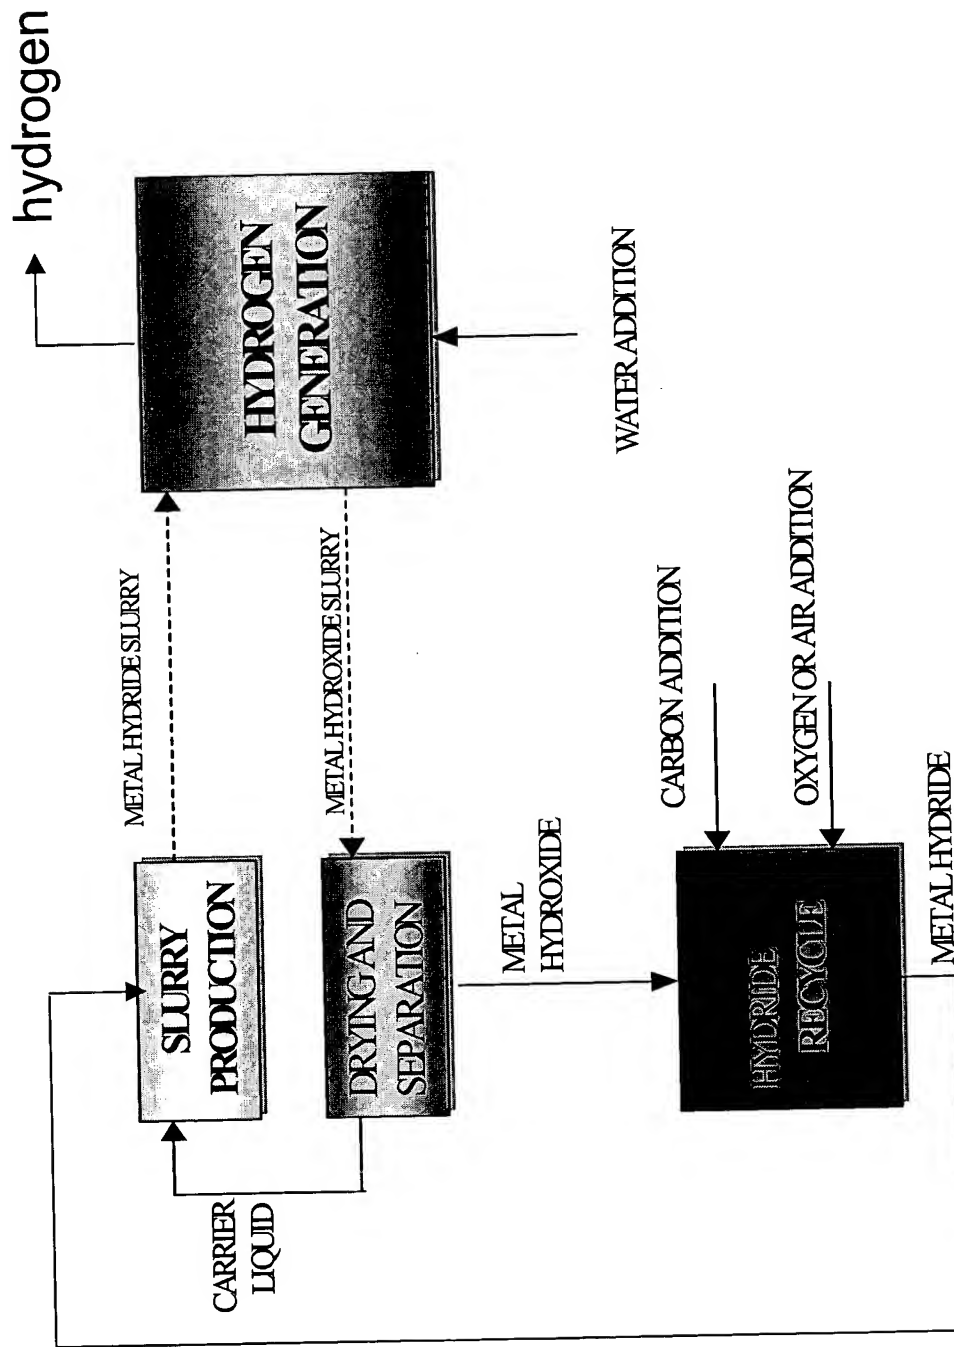 hydrogen
METAL HYDRIDE SLURRY
SLURRY
PRODUCTION
HYDROGEN
GENERATION
METAL HYDROXIDE SLURRY
DRYING AND
SEPARATION
CARRIER
LIQUID
WATER ADDITION
METAL
HYDROXIDE
CARBON ADDITION
HYDRIDE
RECYCLE
OXYGEN OR AIR ADDITION
METAL HYDRIDE